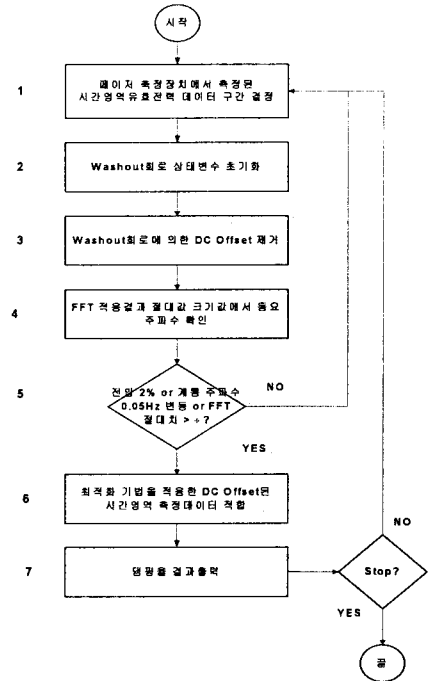 시작
1
페이저 측정장치에서 측정된
시간영역유효전력 데이터 구간 결정
2
Washout회로 상태변수 초기화
3
Washout회로에 의한 DC Offset 제거
4
FFT 적용결과 절대값 크기값에서 중요
주파수 확인
5
전압 2% or 계통 주파수
0.05Hz 변동 or FFT
절대치 > ?
NO
YES
6
최적화 기법을 적용한 DC Offset된
시간영역 측정데이터 적합
7
댐핑율 결과출력
Stop?
NO
YES
끝